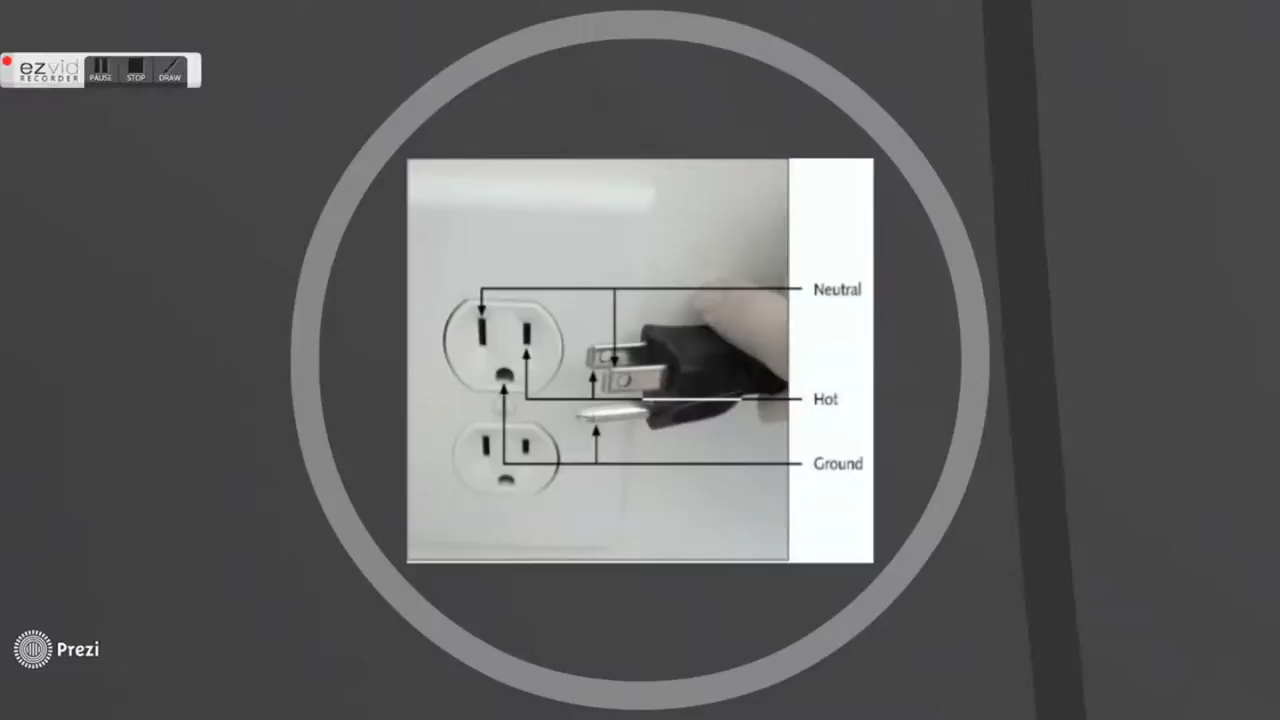 ezvid
RECORDER
PAUSE
STOP
DRAW
Neutral
Hot
Ground
Prezi